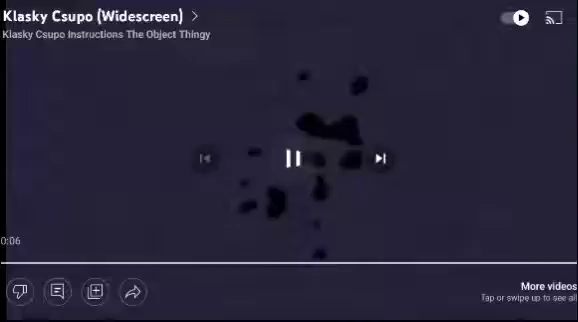 Klasky Csupo (Widescreen)
Klasky Csupo Instructions The Object Thingy
0:06
More videos
Tap or swipe up to see all